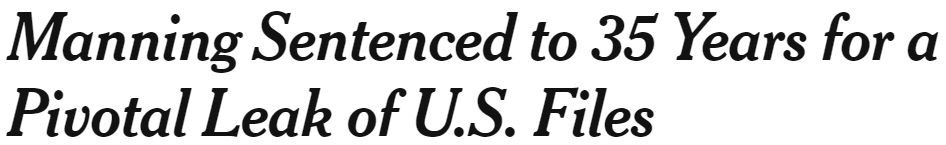 Manning Sentenced to 35 Years for a
Pivotal Leak of U.S. Files